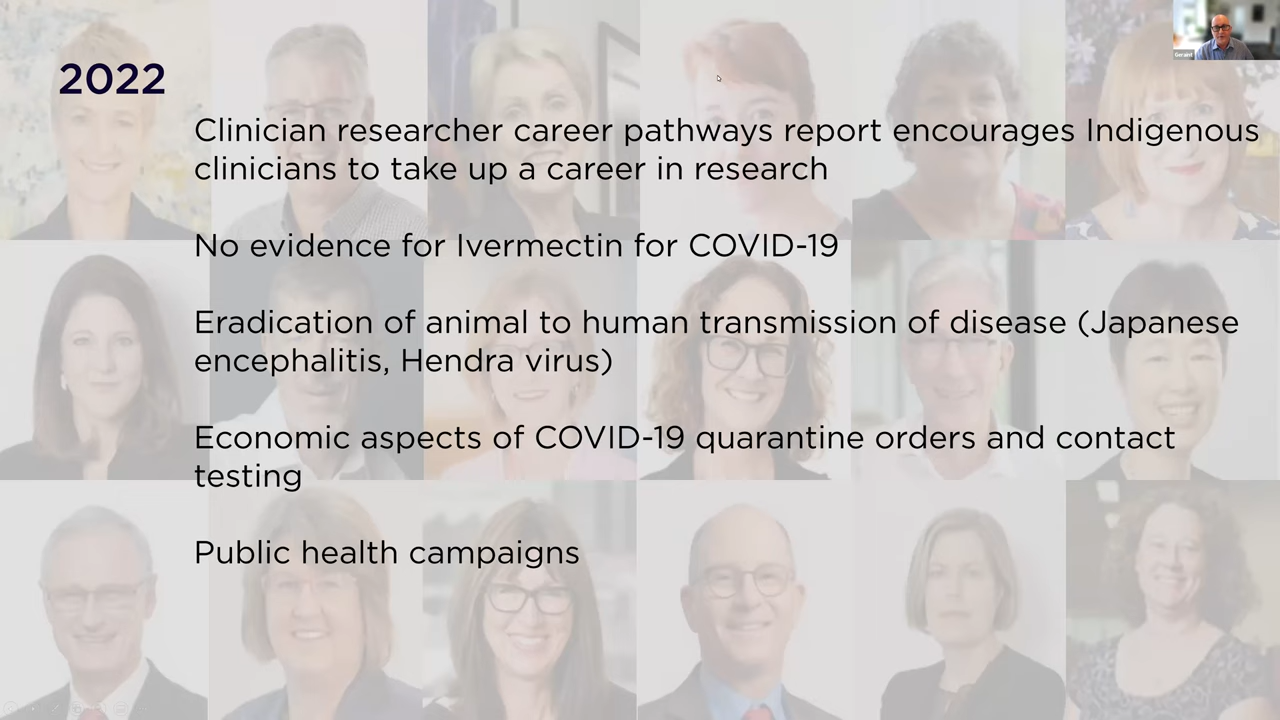 2022
Clinician researcher career pathways report encourages Indigenous
clinicians to take up a career in research
No evidence for Ivermectin for COVID-19
Eradication of animal to human transmission of disease (Japanese
encephalitis, Hendra virus)
Economic aspects of COVID-19 quarantine orders and contact
testing
Public health campaigns